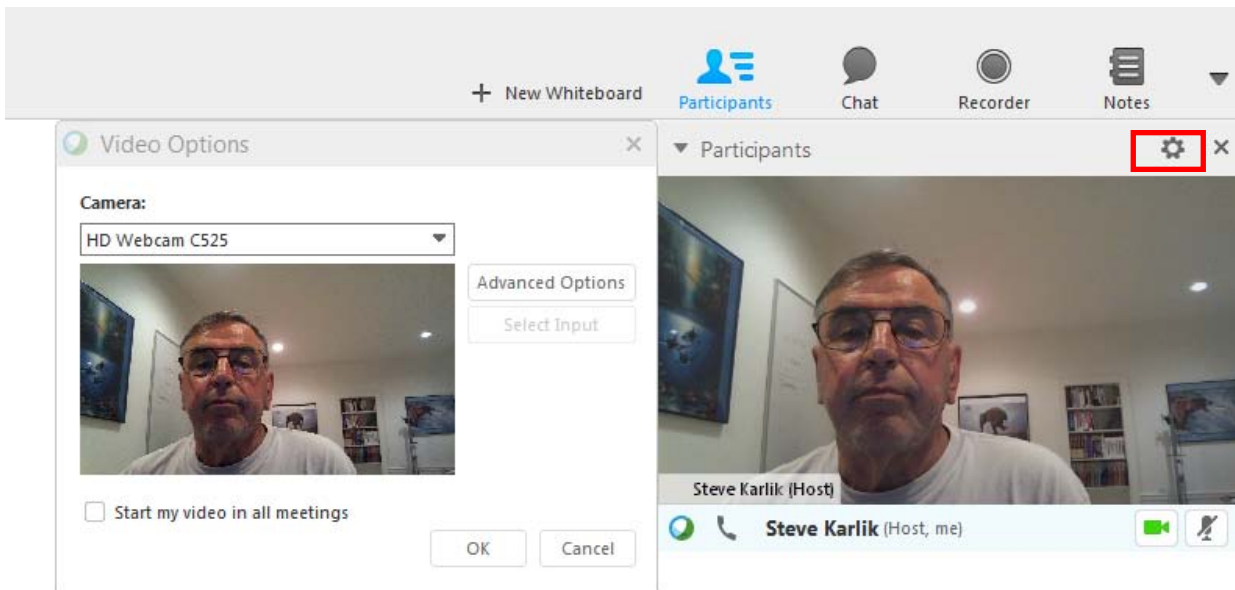 + New Whiteboard
Participants
Chat
Recorder
Notes
Video Options
Participants
Camera:
HD Webcam C525
Advanced Options
Select Input
Start my video in all meetings
OK
Cancel
Steve Karlik (Host)
Steve Karlik (Host, me)